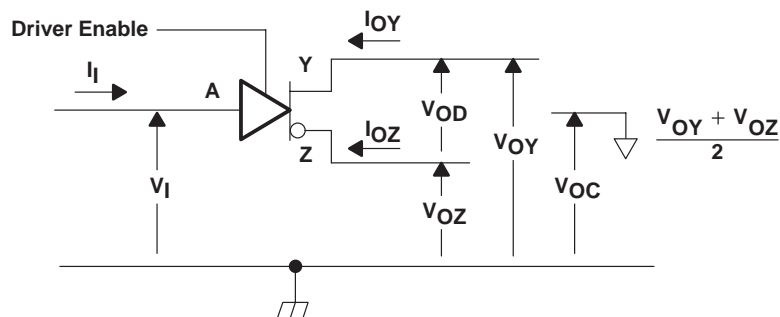 Driver Enable
IOY
II
A
Y
IOZ
Z
VOD
VOY
VOY + VOZ
2
VI
VOZ
VOC